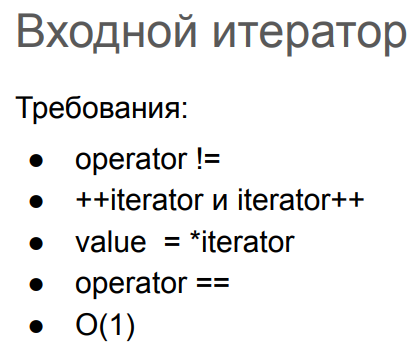 Входной итератор
Требования:
● operator !=
● ++iterator и iterator++
● value = *iterator
● operator ==
● O(1)